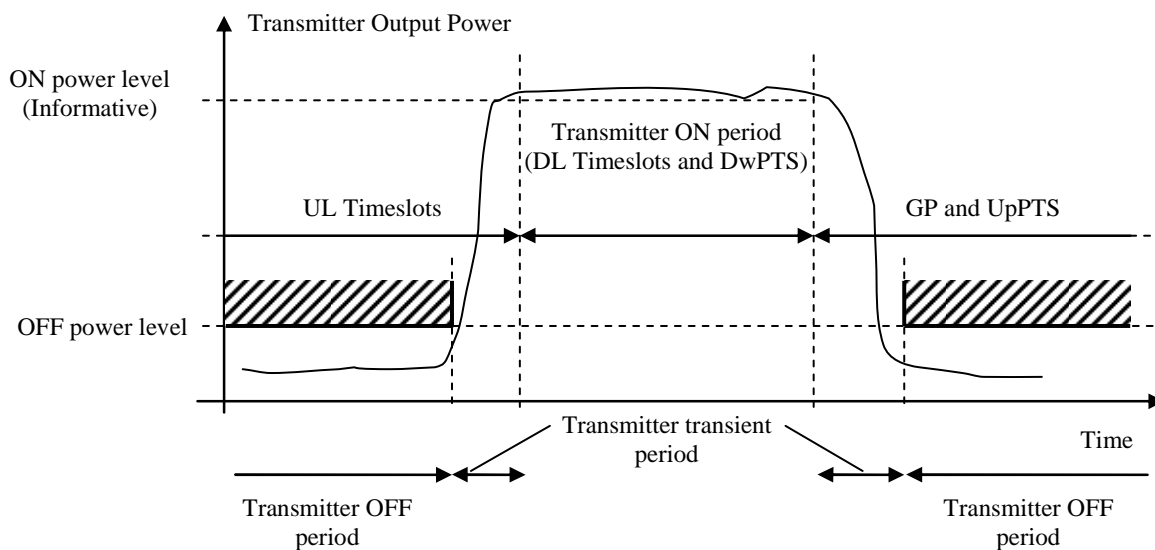 Transmitter Output Power
ON power level
(Informative)
Transmitter ON period
(DL Timeslots and DwPTS)
UL Timeslots
GP and UpPTS
OFF power level
Transmitter transient
period
Time
Transmitter OFF
period
Transmitter OFF
period